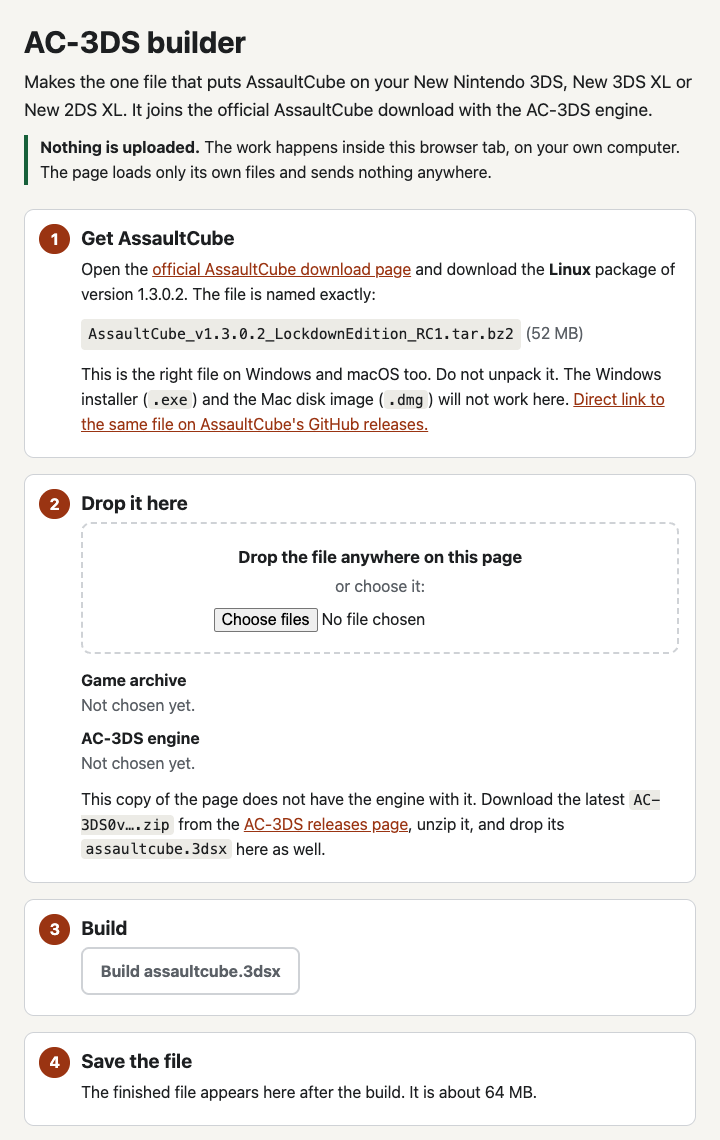 AC-3DS builder
Makes the one file that puts AssaultCube on your New Nintendo 3DS, New 3DS XL or
New 2DS XL. It joins the official AssaultCube download with the AC-3DS engine.
Nothing is uploaded. The work happens inside this browser tab, on your own computer.
The page loads only its own files and sends nothing anywhere.
1 Get AssaultCube
Open the official AssaultCube download page and download the Linux package of
version 1.3.0.2. The file is named exactly:
AssaultCube_v1.3.0.2_LockdownEdition_RC1.tar.bz2 (52 MB)
This is the right file on Windows and macOS too. Do not unpack it. The Windows
installer (.exe) and the Mac disk image (.dmg) will not work here. Direct link to
the same file on AssaultCube's GitHub releases.
2 Drop it here
Drop the file anywhere on this page
or choose it:
Choose files No file chosen
Game archive
Not chosen yet.
AC-3DS engine
Not chosen yet.
This copy of the page does not have the engine with it. Download the latest AC-
3DS0v….zip from the AC-3DS releases page, unzip it, and drop its
assaultcube.3dsx here as well.
3 Build
Build assaultcube.3dsx
4 Save the file
The finished file appears here after the build. It is about 64 MB.